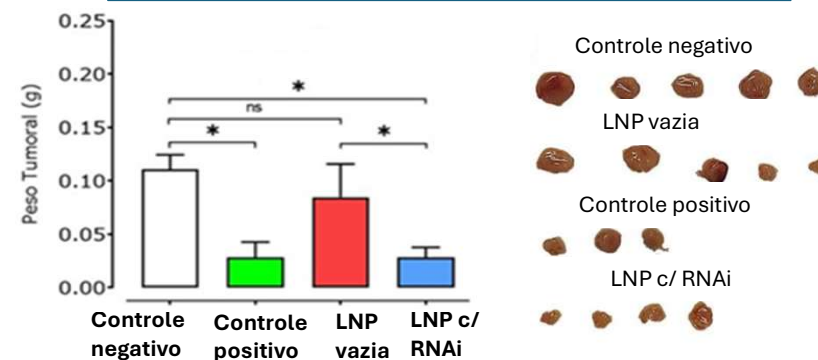 0.25
0.20
0.15
0.10
0.05
0.00
Peso Tumoral (g)
*
ns
*
*
Controle
negativo
Controle
positivo
LNP
vazia
LNP c/
RNAi
Controle negativo
LNP vazia
Controle positivo
LNP c/ RNAi